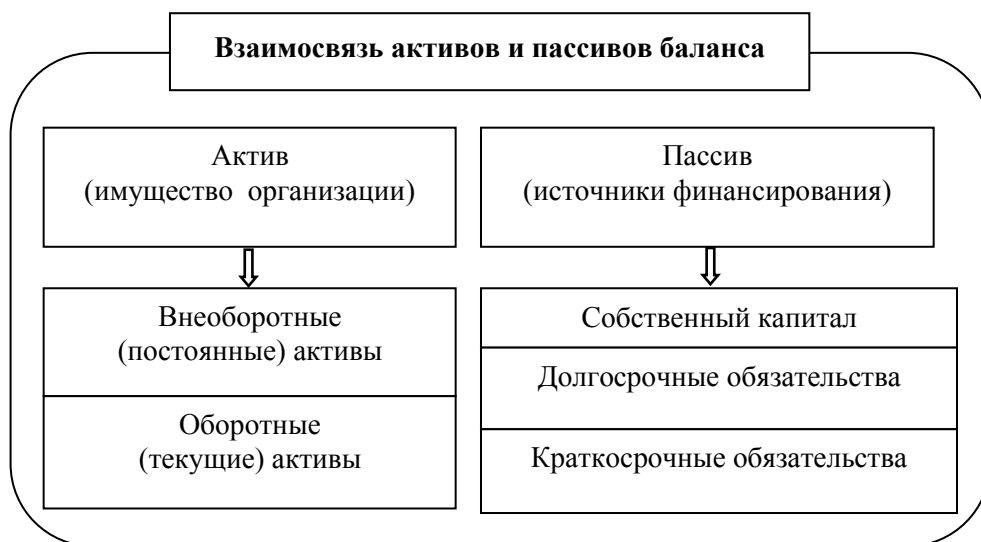 Взаимосвязь активов и пассивов баланса
Актив
(имущество организации)
Пассив
(источники финансирования)
Внеоборотные
(постоянные) активы
Оборотные
(текущие) активы
Собственный капитал
Долгосрочные обязательства
Краткосрочные обязательства